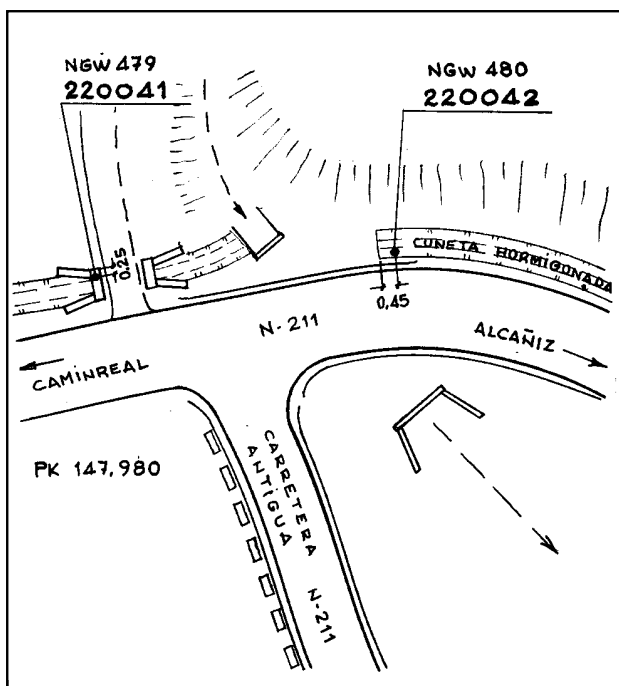 NGW 479
220041
NGW 480
220042
0.25
CUNETA HORMIGONADA
0,45
N-211
ALCAÑIZ
CAMINREAL
CARRETERA
ANTIGUA
N-211
PK 147,980